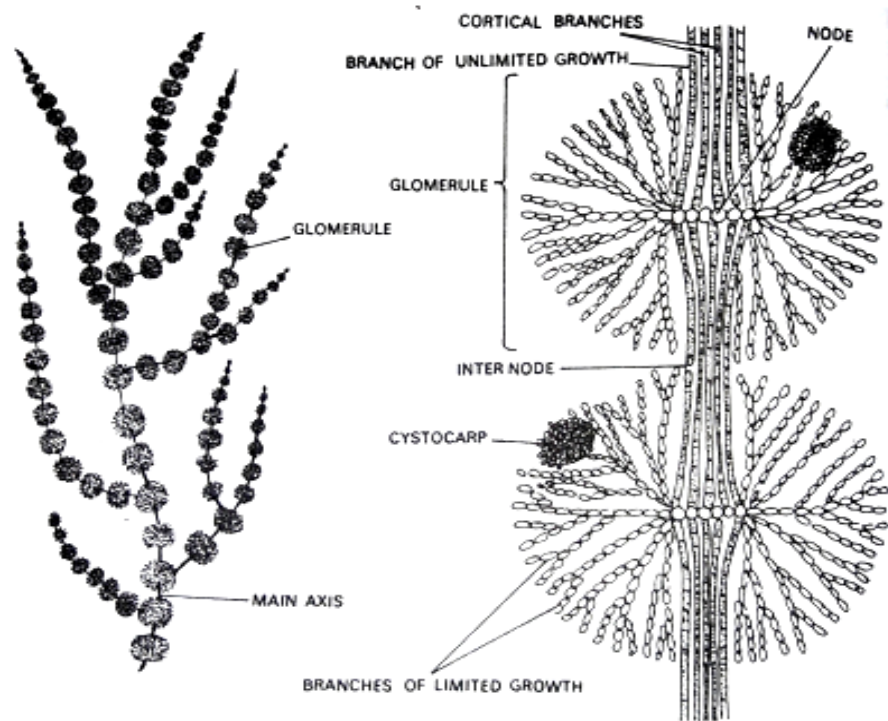 CORTICAL BRANCHES
NODE
BRANCH OF UNLIMITED GROWTH
GLOMERULE
GLOMERULE
INTER NODE
CYSTOCARP
MAIN AXIS
BRANCHES OF LIMITED GROWTH